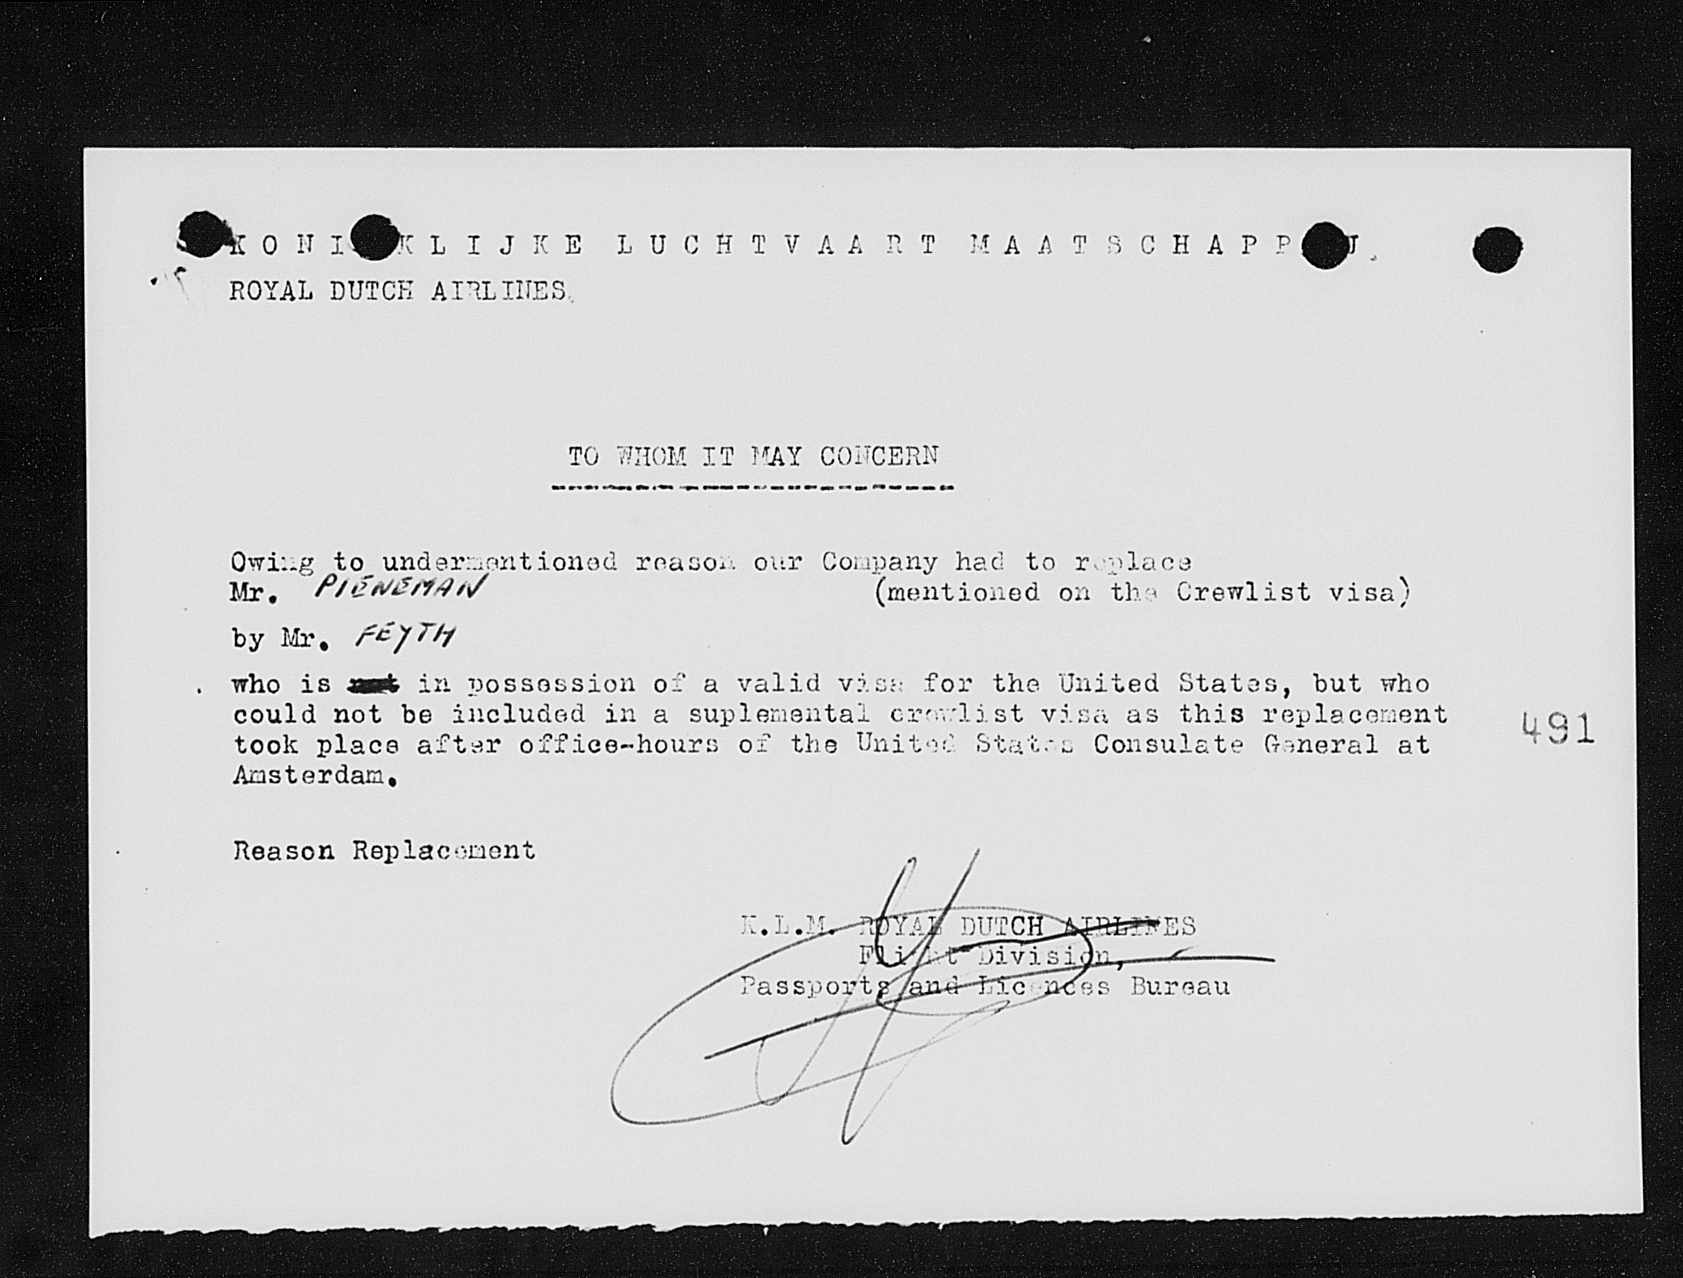 KONINKLIJKE LUCHTVAART MAATSCHAPPIJ.
ROYAL DUTCH AIRLINES.
TO WHOM IT MAY CONCERN
Owing to undermentioned reason our Company had to replace
Mr. PIENEMAN (mentioned on the Crewlist visa)
by Mr. FEYTH
who is not in possession of a valid visa for the United States, but who
could not be included in a suplemental crewlist visa as this replacement
491
took place after office-hours of the United States Consulate General at
Amsterdam.
Reason Replacement
K.L.M. ROYAL DUTCH AIRLINES
Flight Division,
Passports and Licences Bureau